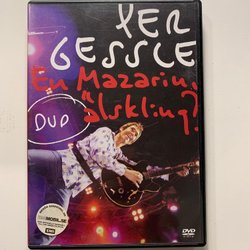 PER
GESSLE
En Mazarin,
älskling?
DVD
DVD